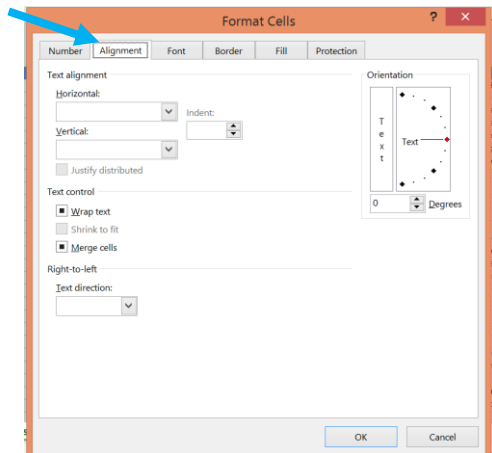 Format Cells
?
Number Alignment Font Border Fill Protection
Text alignment
Orientation
Horizontal:
Indent:
Vertical:
Justify distributed
Text
Text
0 Degrees
Text control
Wrap text
Shrink to fit
Merge cells
Right-to-left
Text direction:
OK Cancel